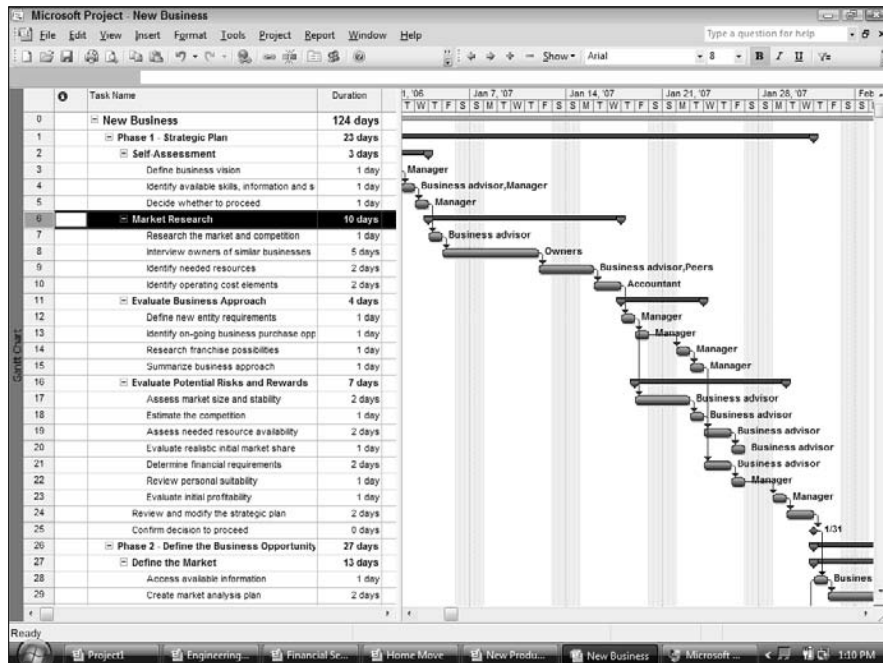 Microsoft Project - New Business
File Edit View Insert Format Tools Project Report Window Help Type a question for help
Show Arial 8 B I U
Task Name Duration 1, '06 Jan 7, '07 Jan 14, '07 Jan 21, '07 Jan 28, '07 Feb
T W T F S S M T W T F S S M T W T F S S M T W T F S S M T W T F S S
0 New Business 124 days
1 Phase 1 - Strategic Plan 23 days
2 Self-Assessment 3 days
3 Define business vision 1 day Manager
4 Identify available skills, information and s 1 day Business advisor,Manager
5 Decide whether to proceed 1 day Manager
6 Market Research 10 days
7 Research the market and competition 1 day Business advisor
8 Interview owners of similar businesses 5 days Owners
9 Identify needed resources 2 days Business advisor,Peers
10 Identify operating cost elements 2 days Accountant
11 Evaluate Business Approach 4 days
12 Define new entity requirements 1 day Manager
13 Identify on-going business purchase opp 1 day Manager
14 Research franchise possibilities 1 day Manager
15 Summarize business approach 1 day Manager
16 Evaluate Potential Risks and Rewards 7 days
17 Assess market size and stability 2 days Business advisor
18 Estimate the competition 1 day Business advisor
19 Assess needed resource availability 2 days Business advisor
20 Evaluate realistic initial market share 1 day Business advisor
21 Determine financial requirements 2 days Business advisor
22 Review personal suitability 1 day Manager
23 Evaluate initial profitability 1 day Manager
24 Review and modify the strategic plan 2 days
25 Confirm decision to proceed 0 days 1/31
26 Phase 2 - Define the Business Opportunity 27 days
27 Define the Market 13 days
28 Access available information 1 day Busines
29 Create market analysis plan 2 days
Gantt Chart
Ready
Project1 Engineering... Financial Se... Home Move New Produ... New Business Microsoft ... 1:10 PM